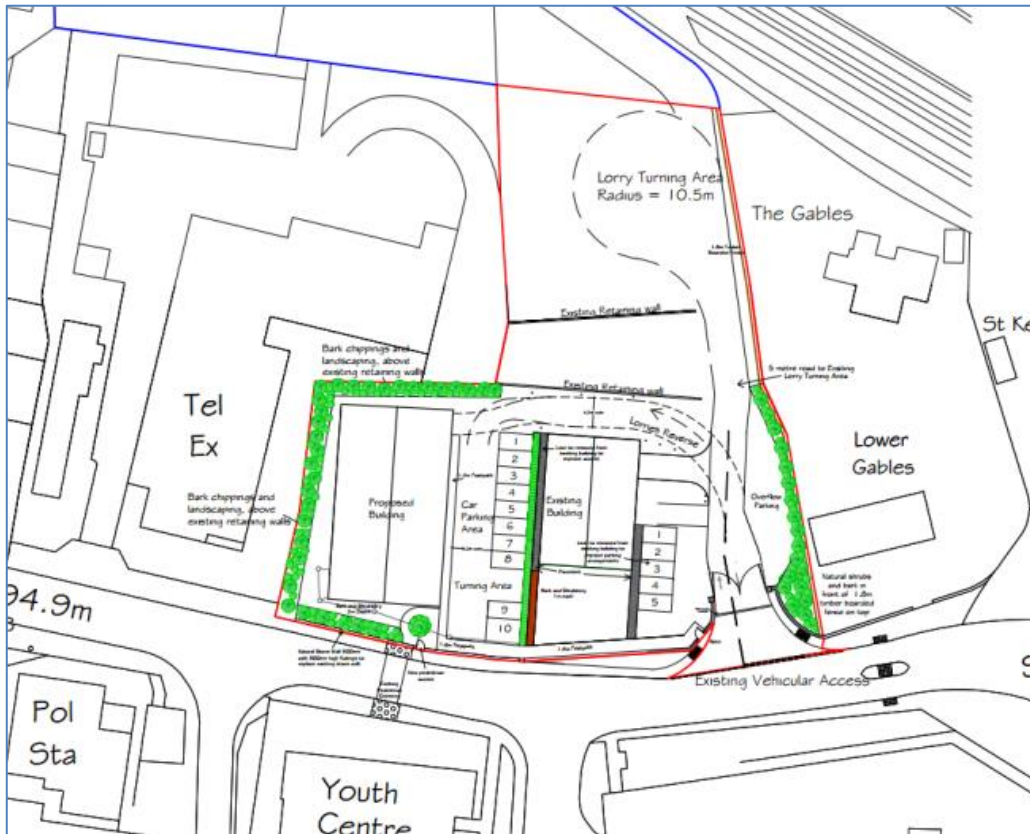 Lorry Turning Area
Radius = 10.5m
The Gables
Existing Retaining wall
St Ke
Bark chippings and
landscaping, above
existing retaining walls
5 metre road to Existing
Lorry Turning Area
Existing Retaining wall
Tel
Ex
Lorries Reverse
Lower
Gables
1
2
3
4
5
6
7
8
9
10
Car
Parking
Area
Turning Area
Proposed
Building
Existing
Building
Bark chippings and
landscaping, above
existing retaining walls
Overflow
Parking
1
2
3
4
5
Natural shrubs
and bark in
front of 1.8m
timber boarded
fence on top
94.9m
Existing Vehicular Access
Pol
Sta
Youth
Centre